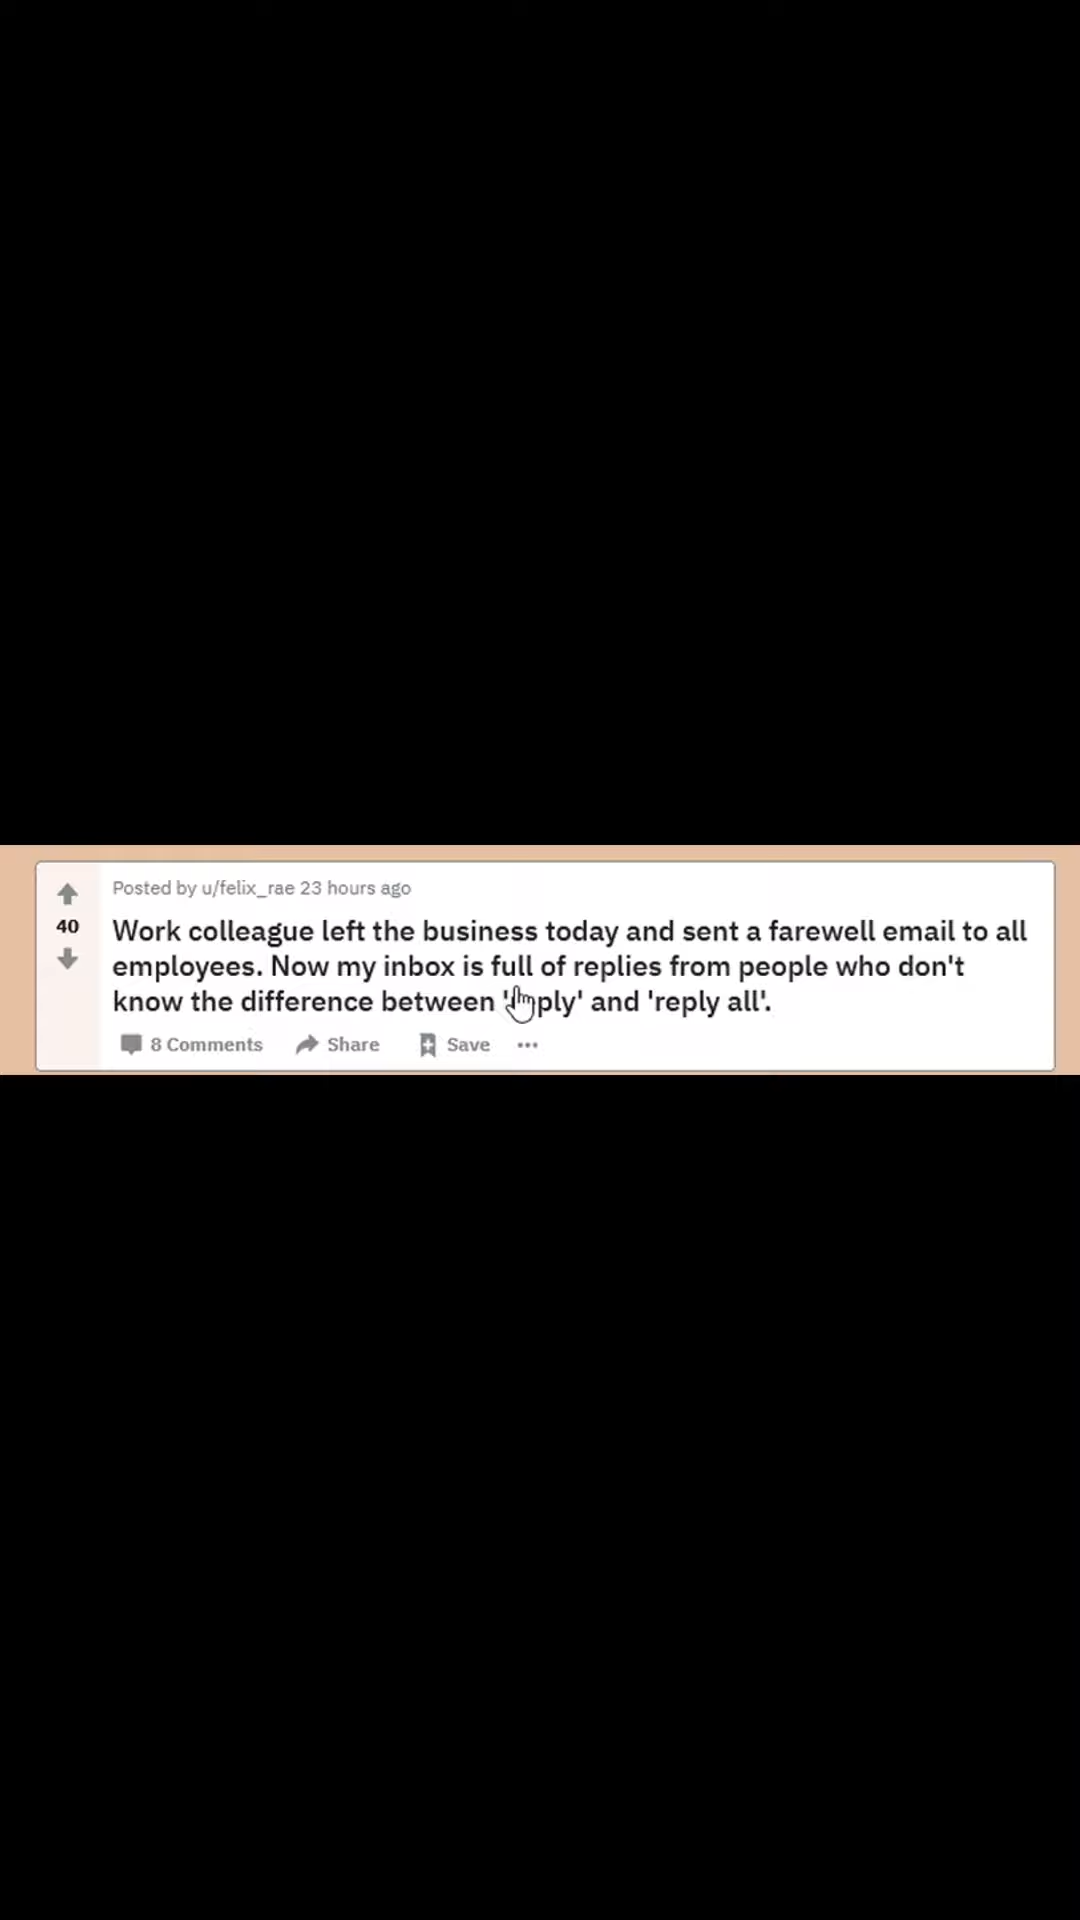 Posted by u/felix_rae 23 hours ago
40
Work colleague left the business today and sent a farewell email to all
employees. Now my inbox is full of replies from people who don't
know the difference between and 'reply all'.
8 Comments Share Save ...